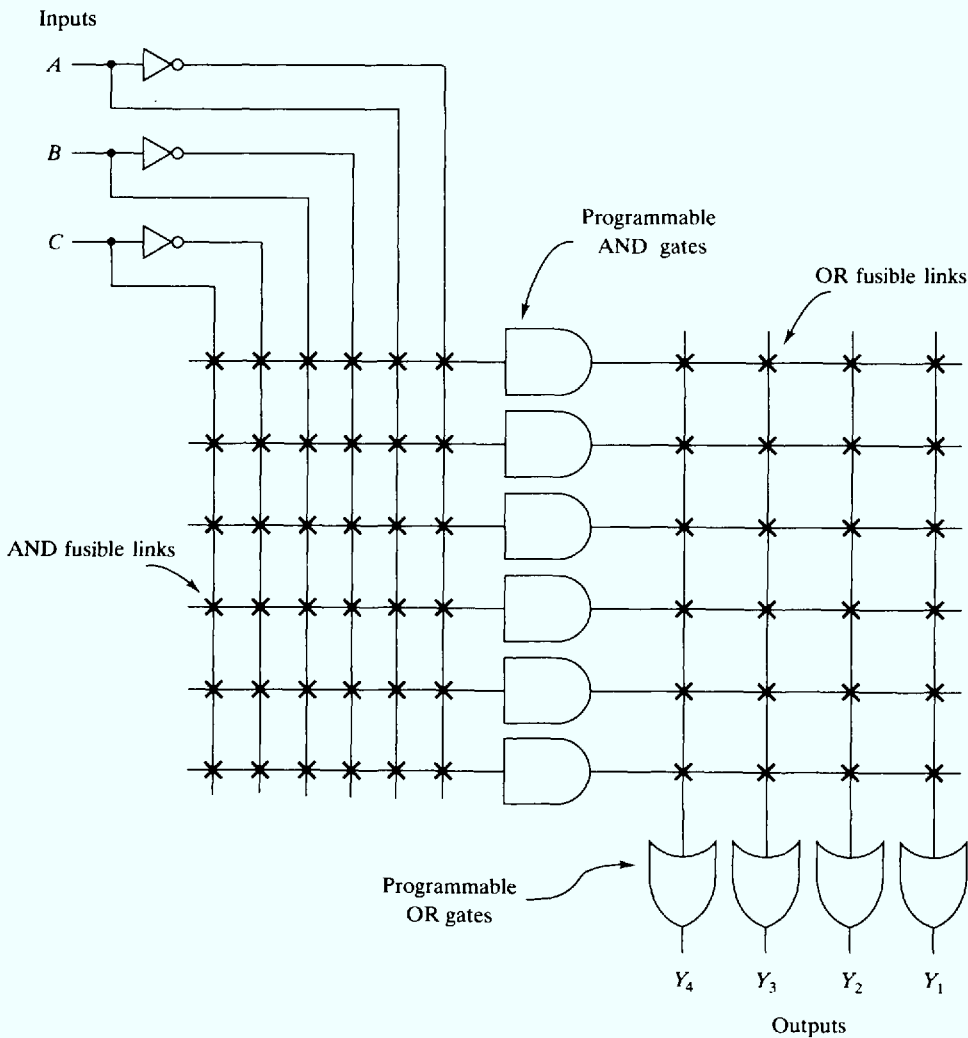 Inputs
A
B
C
Programmable
AND gates
OR fusible links
AND fusible links
Programmable
OR gates
Y₄ Y₃ Y₂ Y₁
Outputs